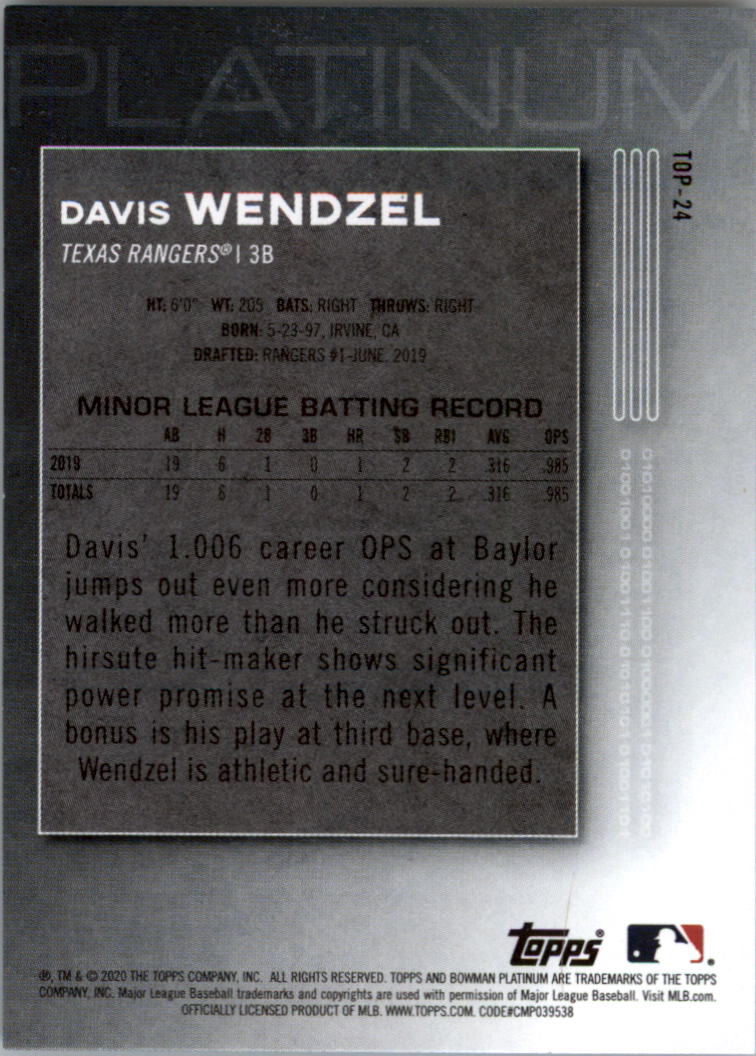 PLATINUM
TOP-24
DAVIS WENDZEL
TEXAS RANGERS® | 3B
HT: 6'0" WT: 205 BATS: RIGHT THROWS: RIGHT
BORN: 5-23-97, IRVINE, CA
DRAFTED: RANGERS #1-JUNE, 2019
MINOR LEAGUE BATTING RECORD
AB H 2B 3B HR SB RBI AVG OPS
2019 19 6 1 0 1 2 2 .316 .985
TOTALS 19 6 1 0 1 2 2 .316 .985
Davis' 1.006 career OPS at Baylor
jumps out even more considering he
walked more than he struck out. The
hirsute hit-maker shows significant
power promise at the next level. A
bonus is his play at third base, where
Wendzel is athletic and sure-handed.
Topps®
®, TM & © 2020 THE TOPPS COMPANY, INC. ALL RIGHTS RESERVED. TOPPS AND BOWMAN PLATINUM ARE TRADEMARKS OF THE TOPPS
COMPANY, INC. Major League Baseball trademarks and copyrights are used with permission of Major League Baseball. Visit MLB.com.
OFFICIALLY LICENSED PRODUCT OF MLB. WWW.TOPPS.COM. CODE#CMP039538